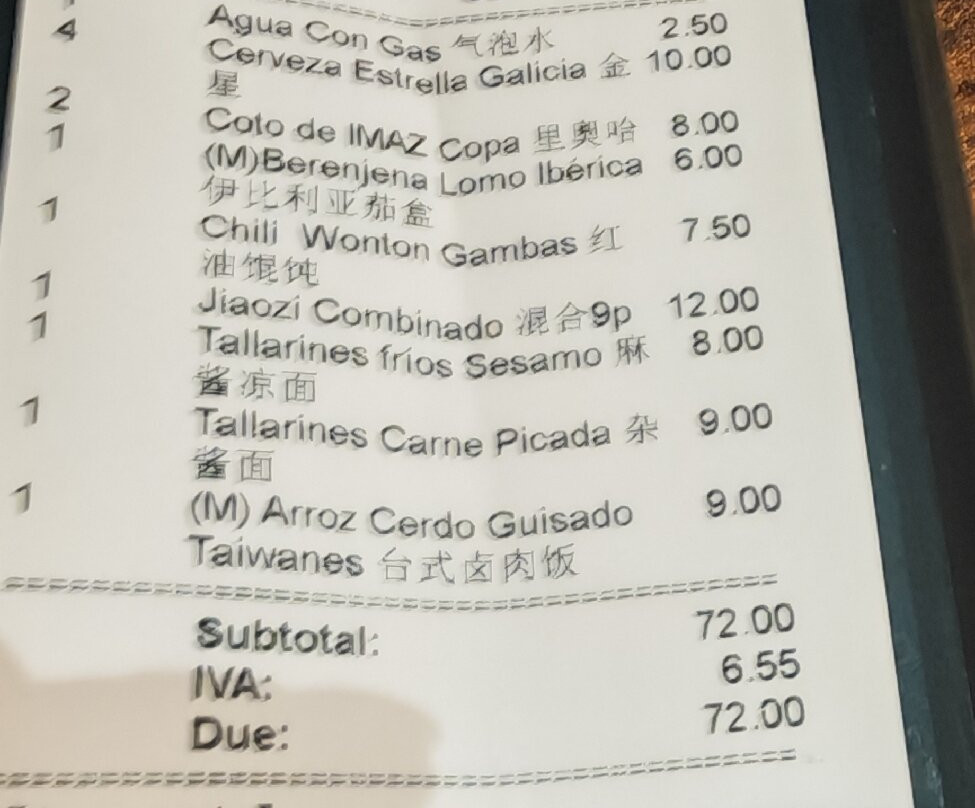 Agua Con Gas 气泡水 2.50
4 Cerveza Estrella Galicia 金 10.00
星
2 Coto de IMAZ Copa 里奥哈 8.00
1 (M)Berenjena Lomo Ibérica 6.00
伊比利亚茄盒
1 Chili Wonton Gambas 红 7.50
油馄饨
1 Jiaozi Combinado 混合9p 12.00
1 Tallarines fríos Sesamo 麻 8.00
酱凉面
1 Tallarines Carne Picada 杂 9.00
酱面
1 (M) Arroz Cerdo Guisado 9.00
Taiwanes 台式卤肉饭
Subtotal: 72.00
IVA: 6.55
Due: 72.00